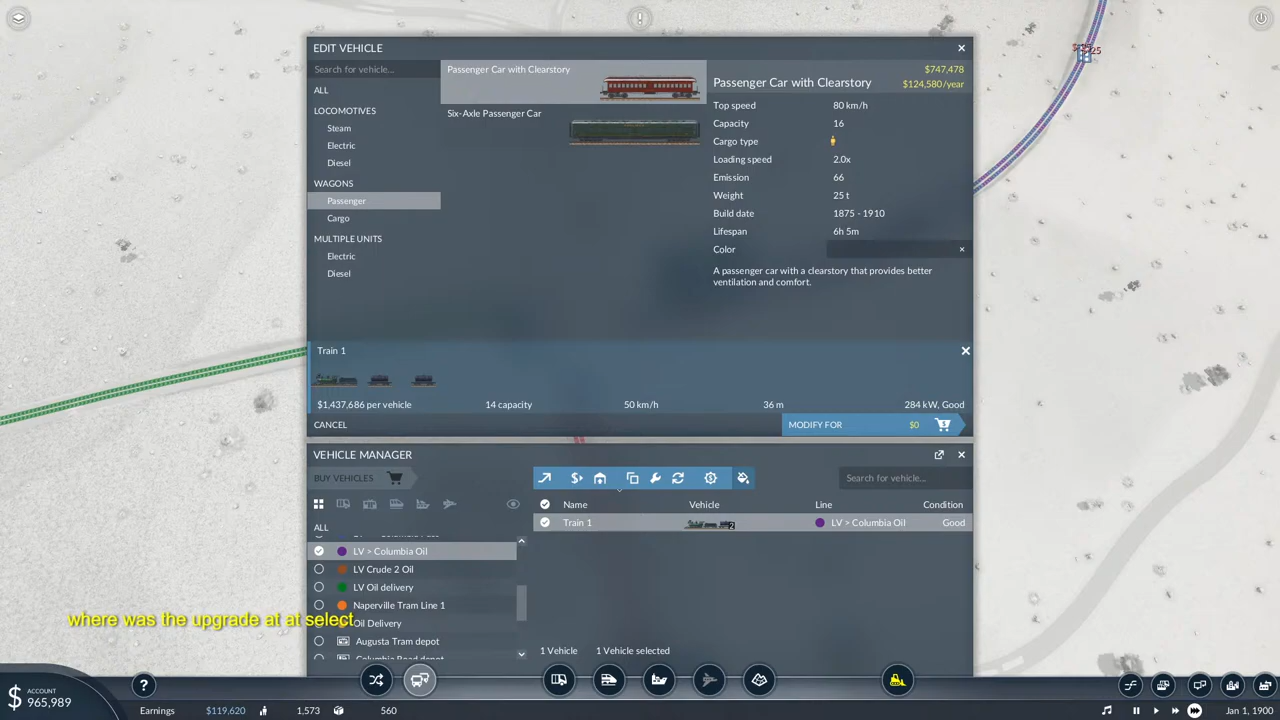 EDIT VEHICLE
Search for vehicle...
ALL
LOCOMOTIVES
Steam
Electric
Diesel
WAGONS
Passenger
Cargo
MULTIPLE UNITS
Electric
Diesel
Passenger Car with Clearstory
Six-Axle Passenger Car
Passenger Car with Clearstory
$747,478
$124,580/year
Top speed 80 km/h
Capacity 16
Cargo type
Loading speed 2.0x
Emission 66
Weight 25 t
Build date 1875 - 1910
Lifespan 6h 5m
Color
A passenger car with a clearstory that provides better
ventilation and comfort.
Train 1
$1,437,686 per vehicle 14 capacity 50 km/h 36 m 284 kW, Good
CANCEL
MODIFY FOR $0
VEHICLE MANAGER
BUY VEHICLES
Search for vehicle...
ALL
LV > Columbia Oil
LV Crude 2 Oil
LV Oil delivery
Naperville Tram Line 1
Oil Delivery
Augusta Tram depot
Columbia Road depot
Name Vehicle Line Condition
Train 1 2 LV > Columbia Oil Good
1 Vehicle 1 Vehicle selected
where was the upgrade at at select
$ ACCOUNT
965,989
?
Earnings $119,620 1,573 560
Jan 1, 1900